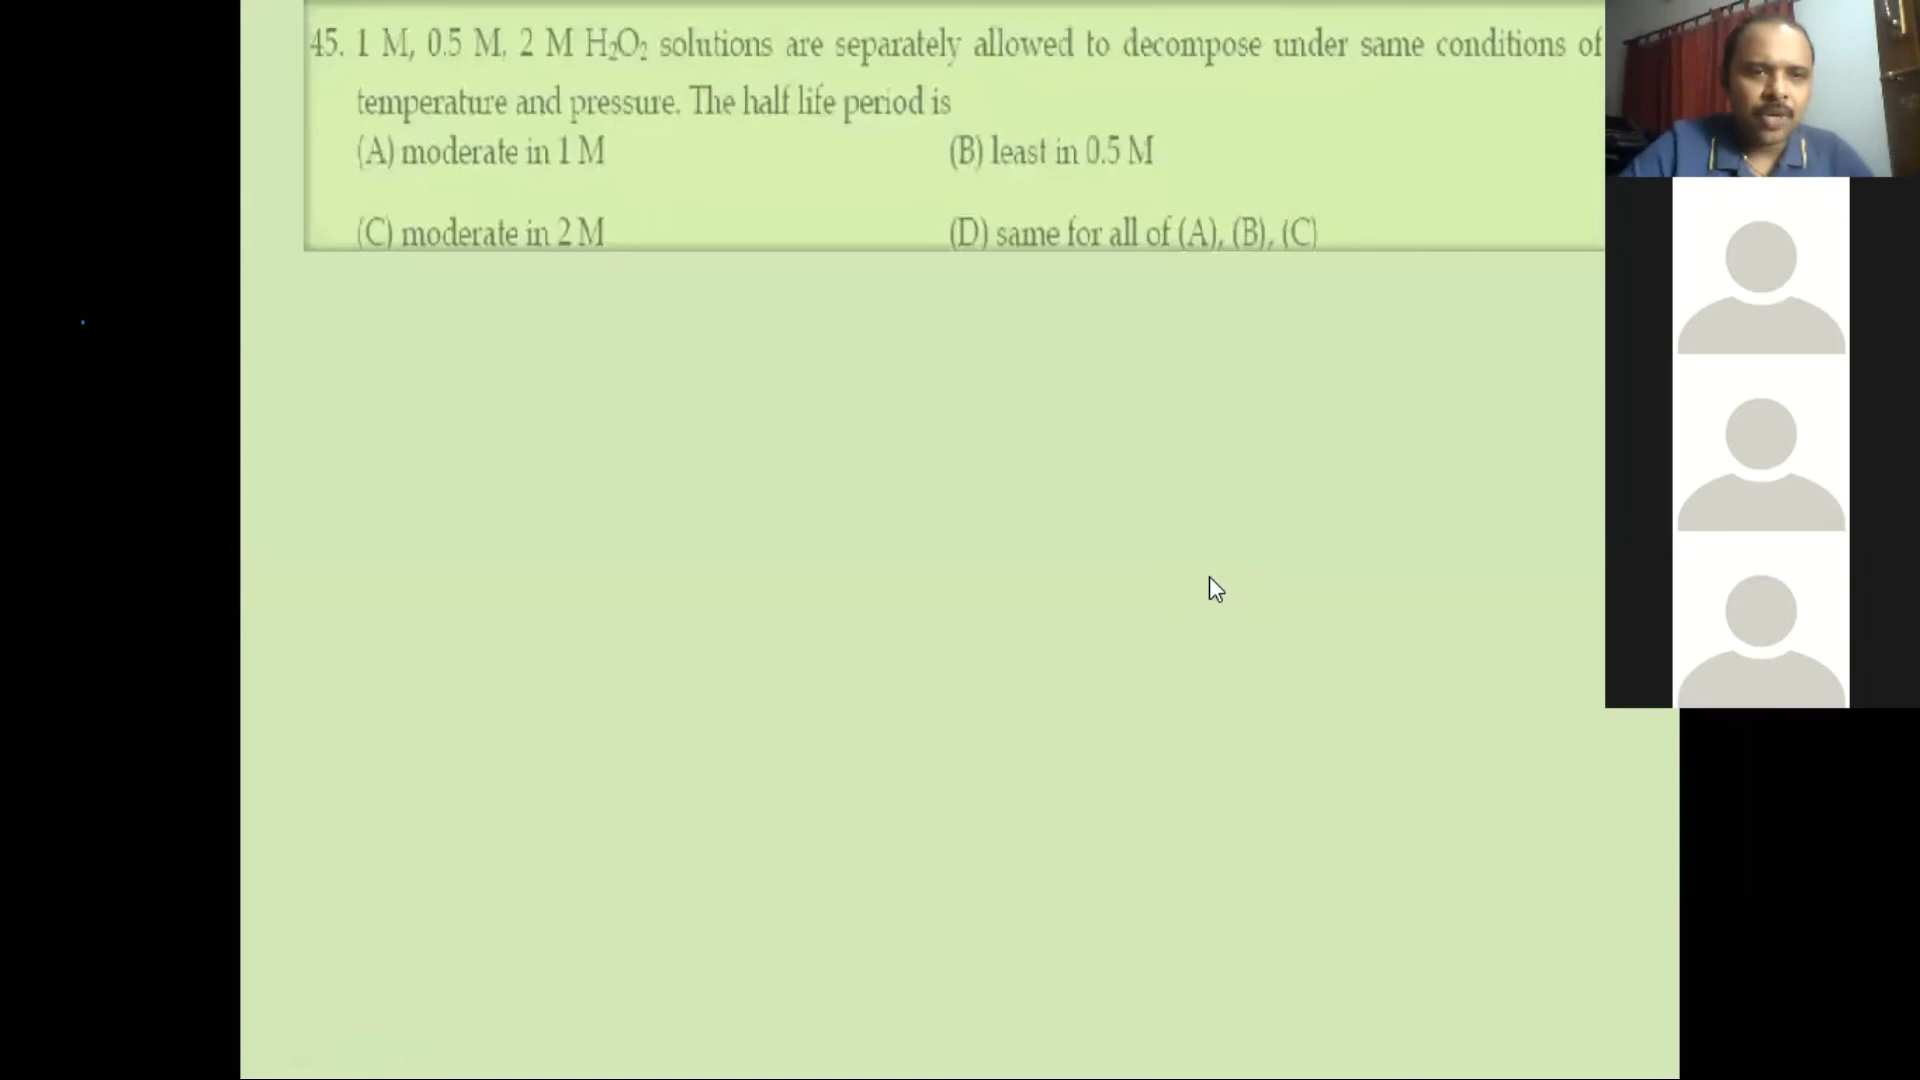 45. 1 M, 0.5 M, 2 M H₂O₂ solutions are separately allowed to decompose under same conditions of
temperature and pressure. The half life period is
(A) moderate in 1 M (B) least in 0.5 M
(C) moderate in 2 M (D) same for all of (A), (B), (C)